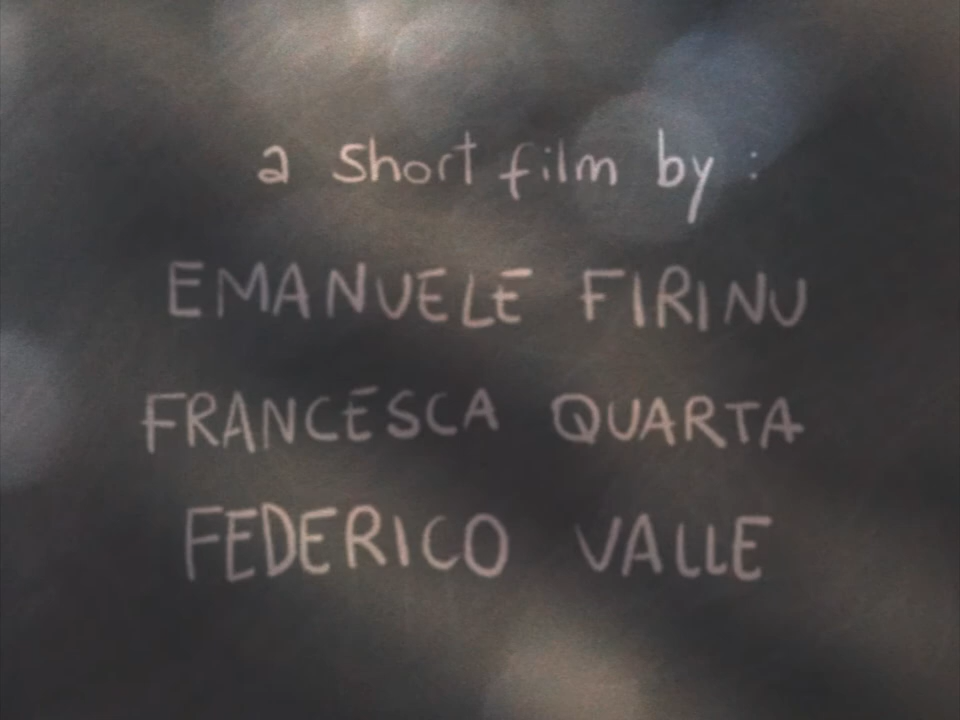 a short film by :
EMANUELE FIRINU
FRANCESCA QUARTA
FEDERICO VALLE